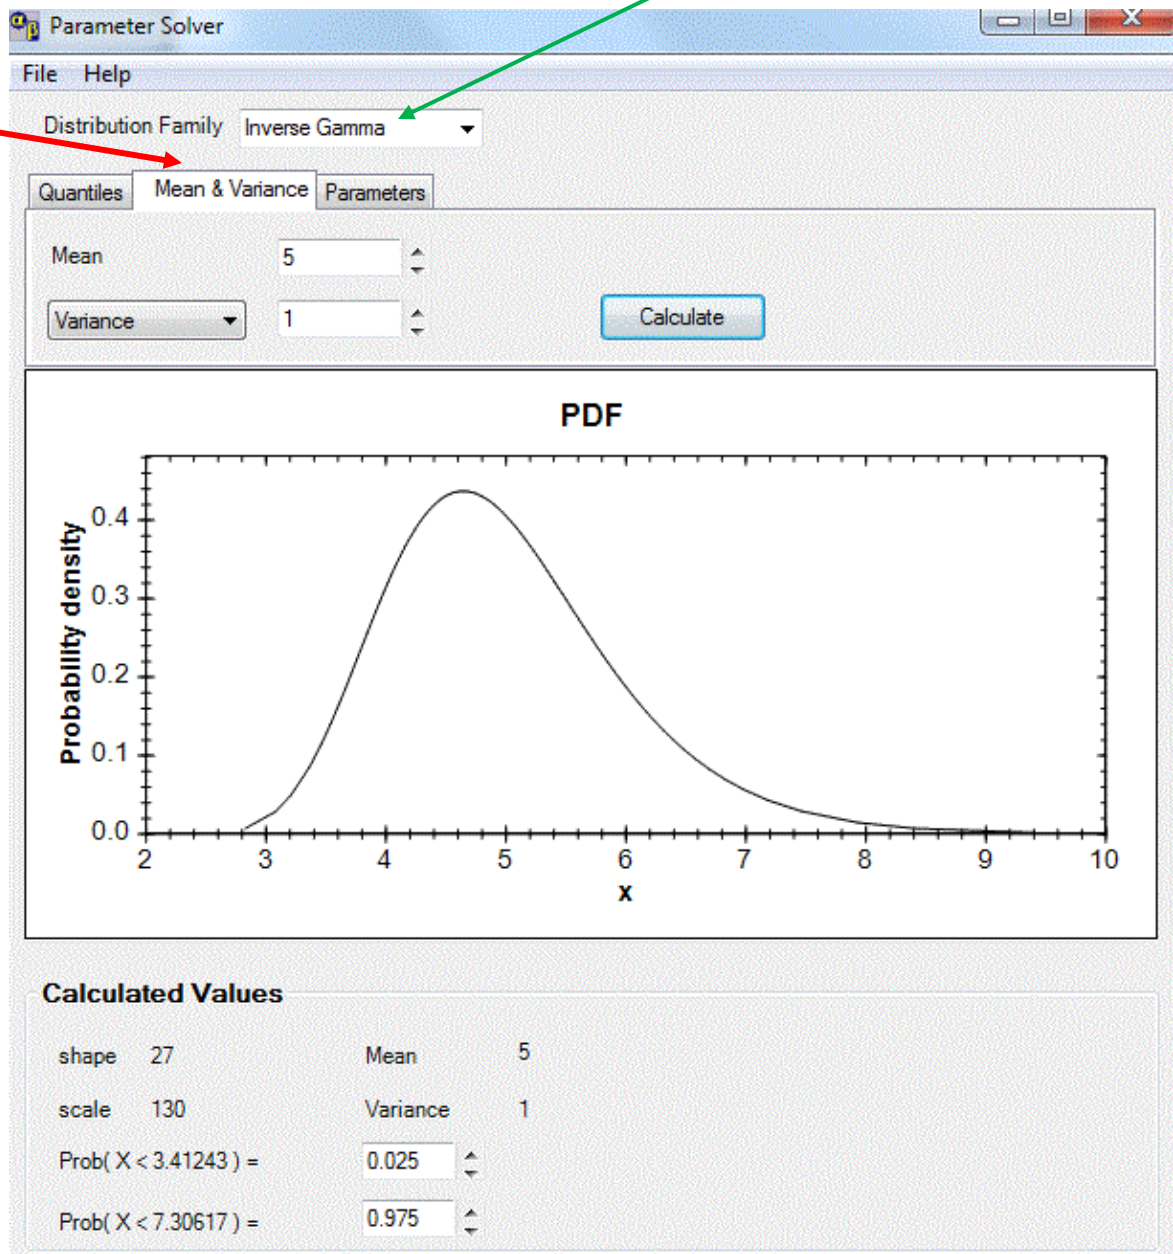 αβ Parameter Solver
X
File Help
Distribution Family Inverse Gamma
Quantiles Mean & Variance Parameters
Mean 5
Variance 1 Calculate
PDF
Probability density
0.4
0.3
0.2
0.1
0.0
2 3 4 5 6 7 8 9 10
x
Calculated Values
shape 27 Mean 5
scale 130 Variance 1
Prob( X < 3.41243 ) = 0.025
Prob( X < 7.30617 ) = 0.975